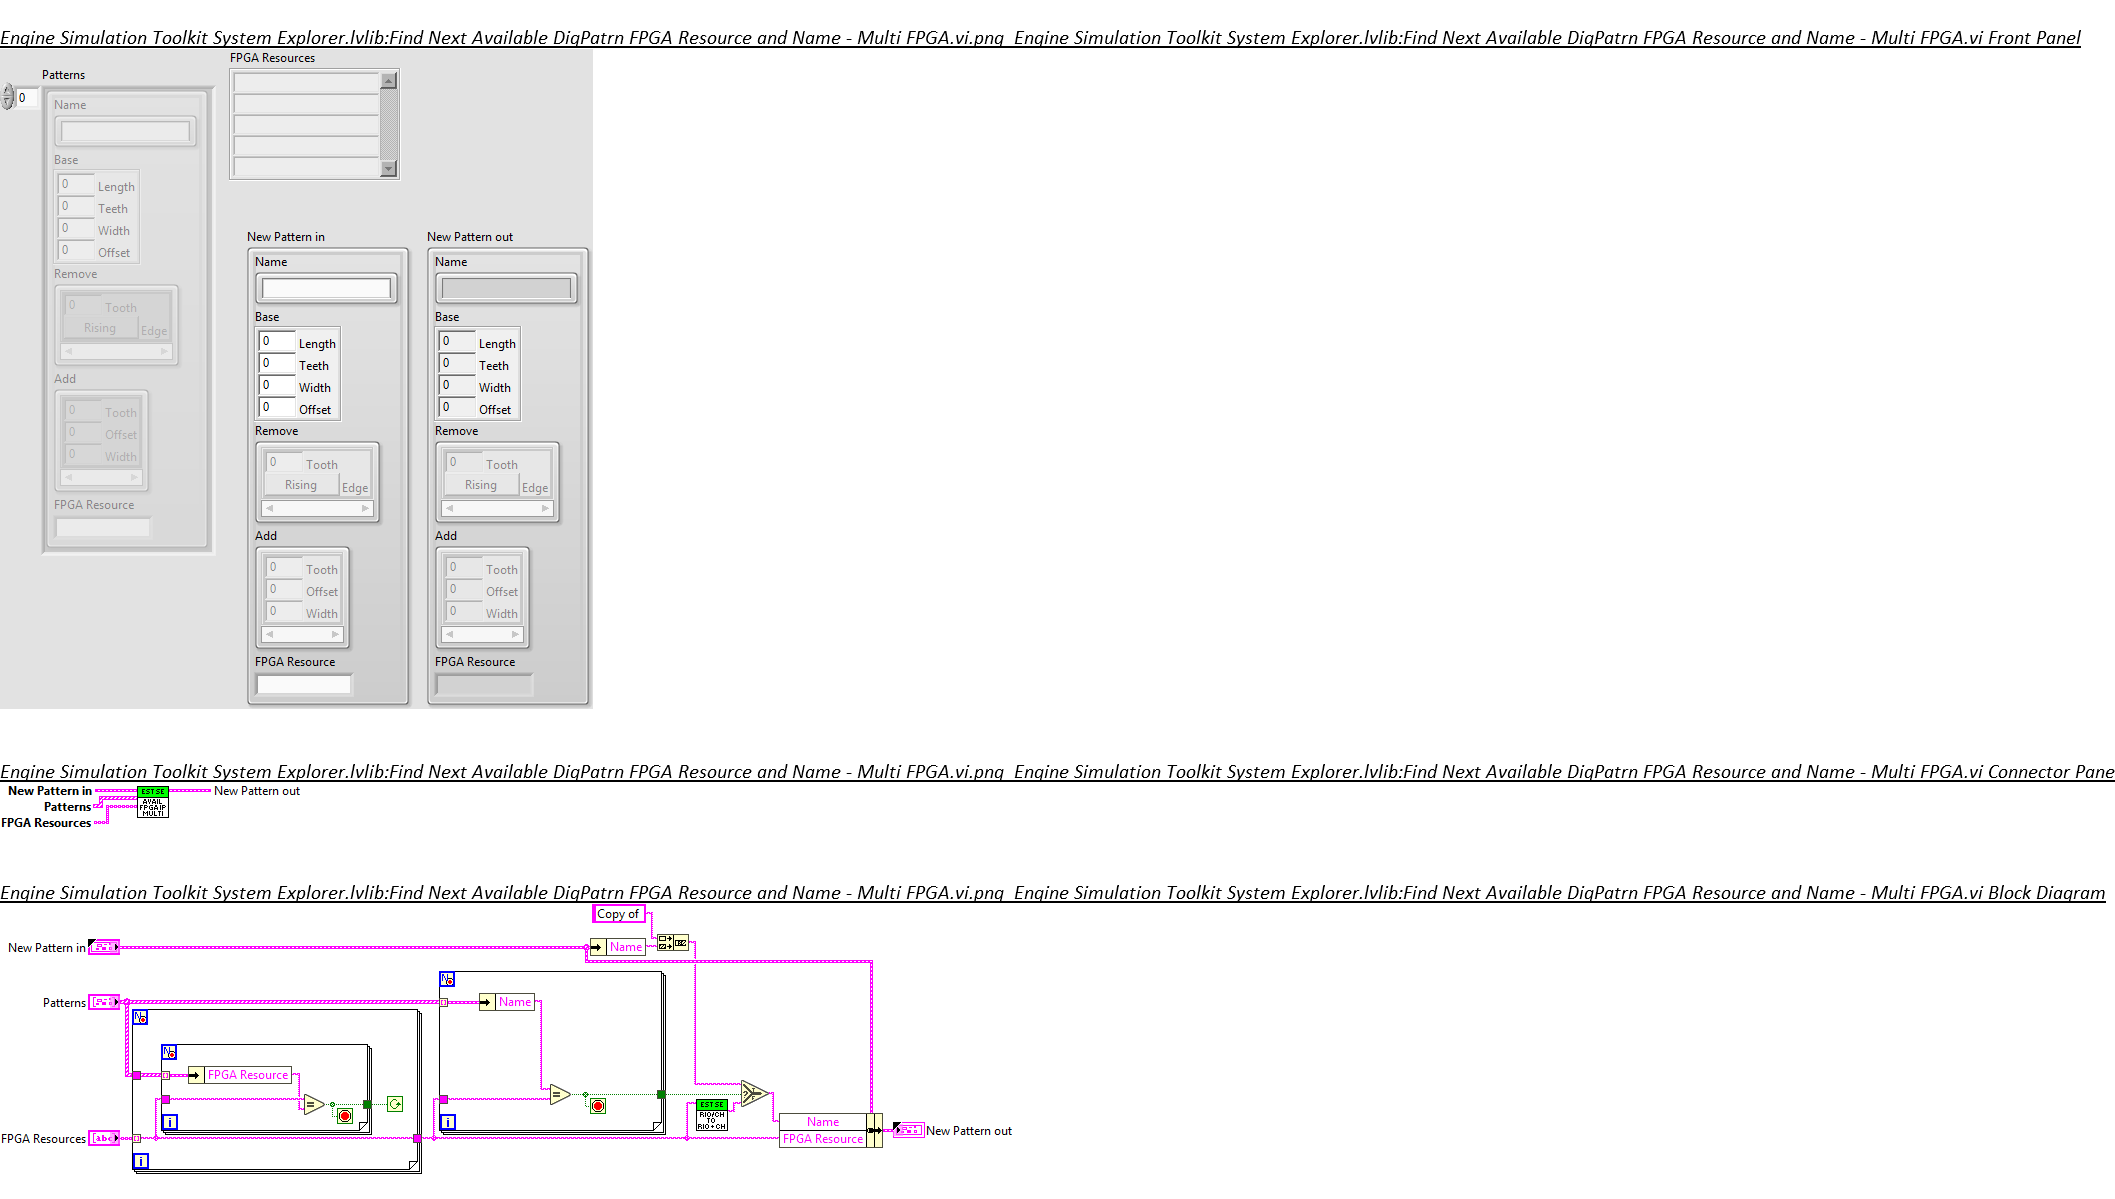 Engine Simulation Toolkit System Explorer.lvlib:Find Next Available DigPatrn FPGA Resource and Name - Multi FPGA.vi.png  Engine Simulation Toolkit System Explorer.lvlib:Find Next Available DigPatrn FPGA Resource and Name - Multi FPGA.vi Front Panel
Patterns
0
Name
Base
0 Length
0 Teeth
0 Width
0 Offset
Remove
0 Tooth
Rising Edge
Add
0 Tooth
0 Offset
0 Width
FPGA Resource
FPGA Resources
New Pattern in
Name
Base
0 Length
0 Teeth
0 Width
0 Offset
Remove
0 Tooth
Rising Edge
Add
0 Tooth
0 Offset
0 Width
FPGA Resource
New Pattern out
Name
Base
0 Length
0 Teeth
0 Width
0 Offset
Remove
0 Tooth
Rising Edge
Add
0 Tooth
0 Offset
0 Width
FPGA Resource
Engine Simulation Toolkit System Explorer.lvlib:Find Next Available DigPatrn FPGA Resource and Name - Multi FPGA.vi.png  Engine Simulation Toolkit System Explorer.lvlib:Find Next Available DigPatrn FPGA Resource and Name - Multi FPGA.vi Connector Pane
New Pattern in
Patterns
FPGA Resources
EST SE
AVAIL
FPGA IP
MULTI
New Pattern out
Engine Simulation Toolkit System Explorer.lvlib:Find Next Available DigPatrn FPGA Resource and Name - Multi FPGA.vi.png  Engine Simulation Toolkit System Explorer.lvlib:Find Next Available DigPatrn FPGA Resource and Name - Multi FPGA.vi Block Diagram
Copy of
New Pattern in
Name
Patterns
N
Name
N
N
FPGA Resource
=
i
=
i
EST SE
RIO/CH
TO
RIO+CH
? T F
Name
FPGA Resource
New Pattern out
FPGA Resources
abc
i